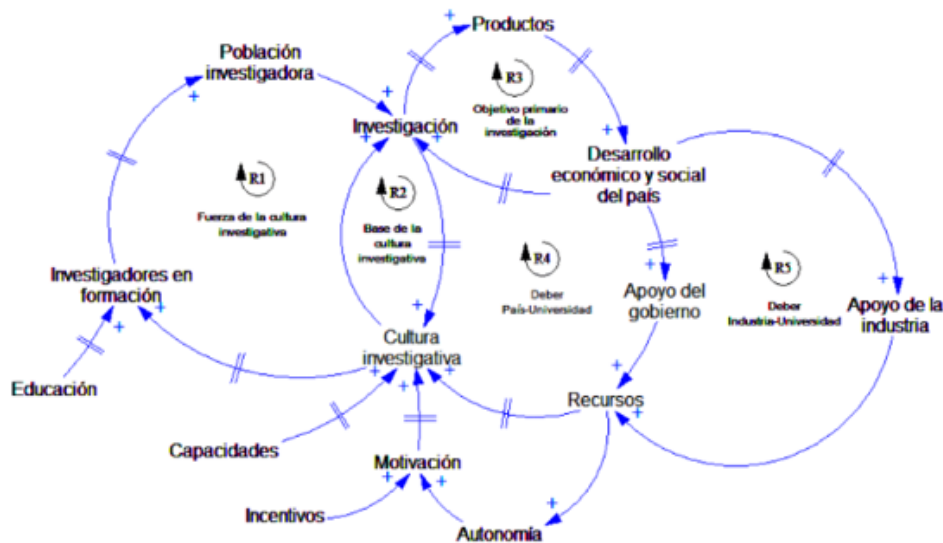 Productos
Población
investigadora
R3
Objetivo primario
de la
investigación
Investigación
Desarrollo
económico y social
del país
R1
Fuerza de la cultura
investigativa
R2
Base de la
cultura
investigativa
R4
Deber
País-Universidad
R5
Deber
Industria-Universidad
Investigadores en
formación
Apoyo del
gobierno
Apoyo de la
industria
Cultura
investigativa
Educación
Recursos
Capacidades
Motivación
Incentivos
Autonomía